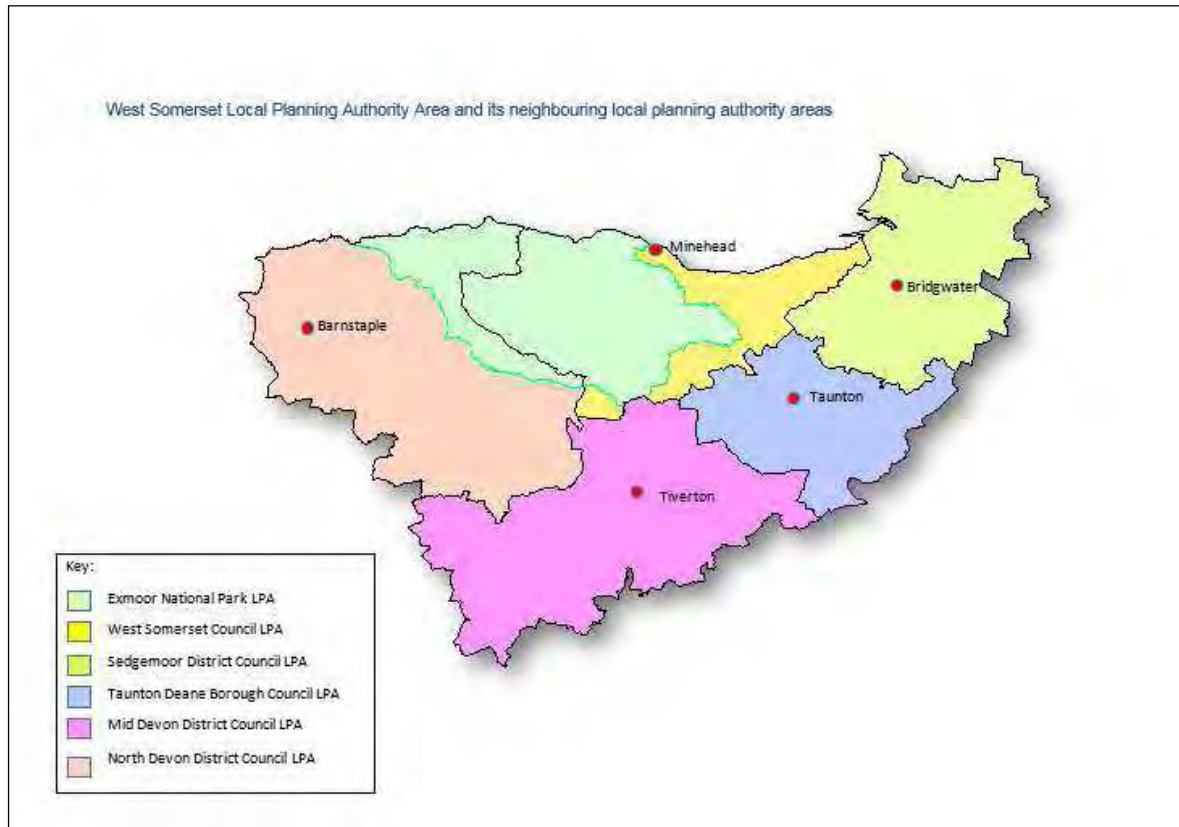 West Somerset Local Planning Authority Area and its neighbouring local planning authority areas
Minehead
Bridgwater
Barnstaple
Taunton
Tiverton
Key:
Exmoor National Park LPA
West Somerset Council LPA
Sedgemoor District Council LPA
Taunton Deane Borough Council LPA
Mid Devon District Council LPA
North Devon District Council LPA